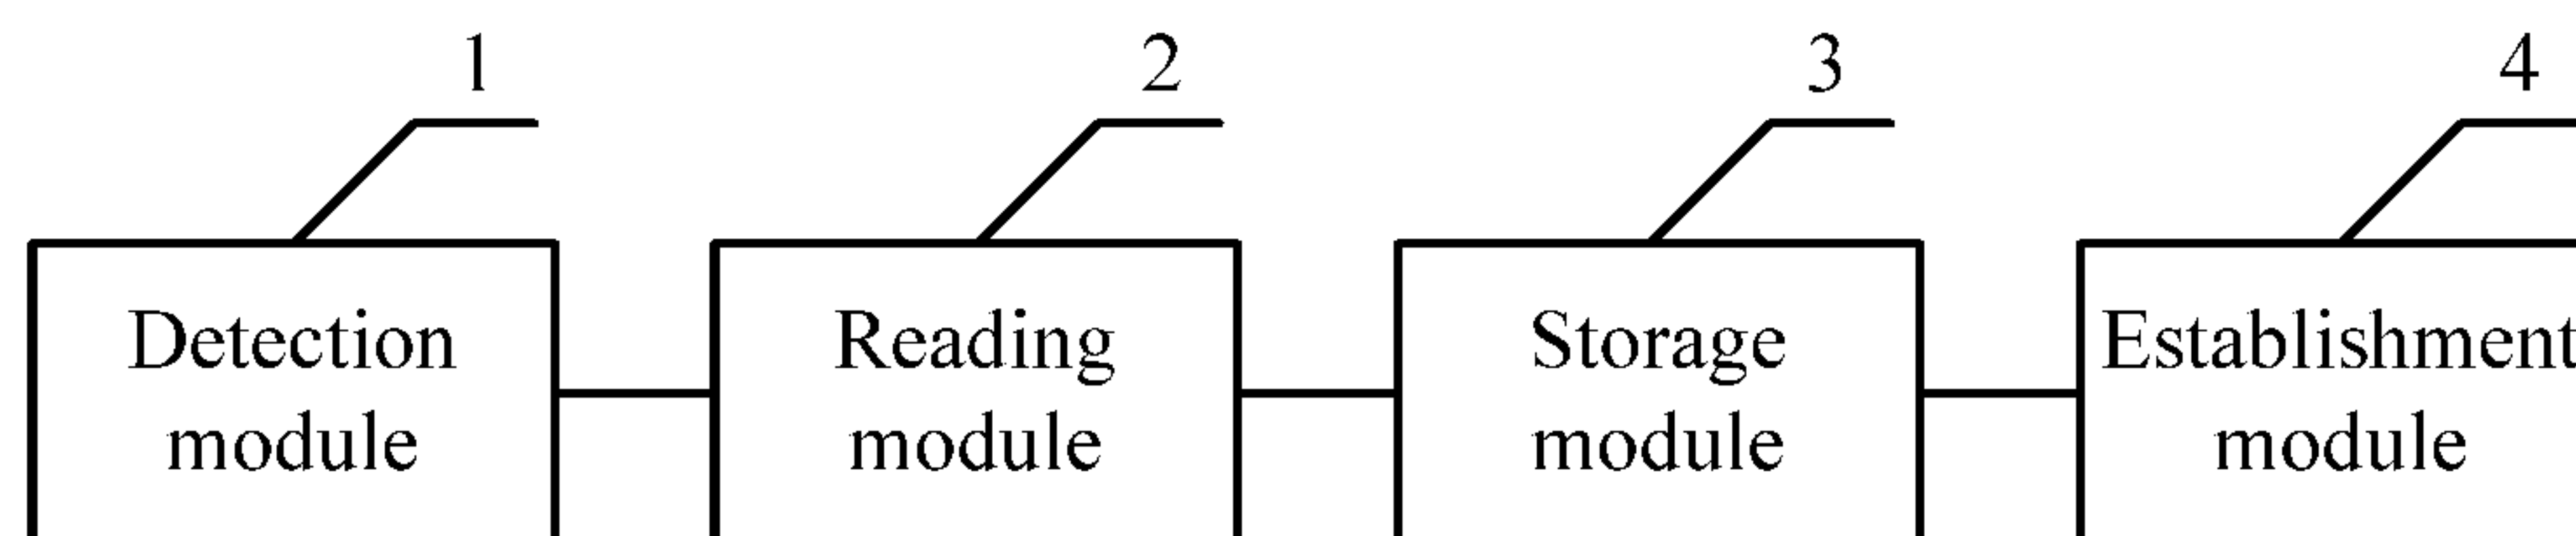 1
2
3
4
Detection
module
Reading
module
Storage
module
Establishment
module